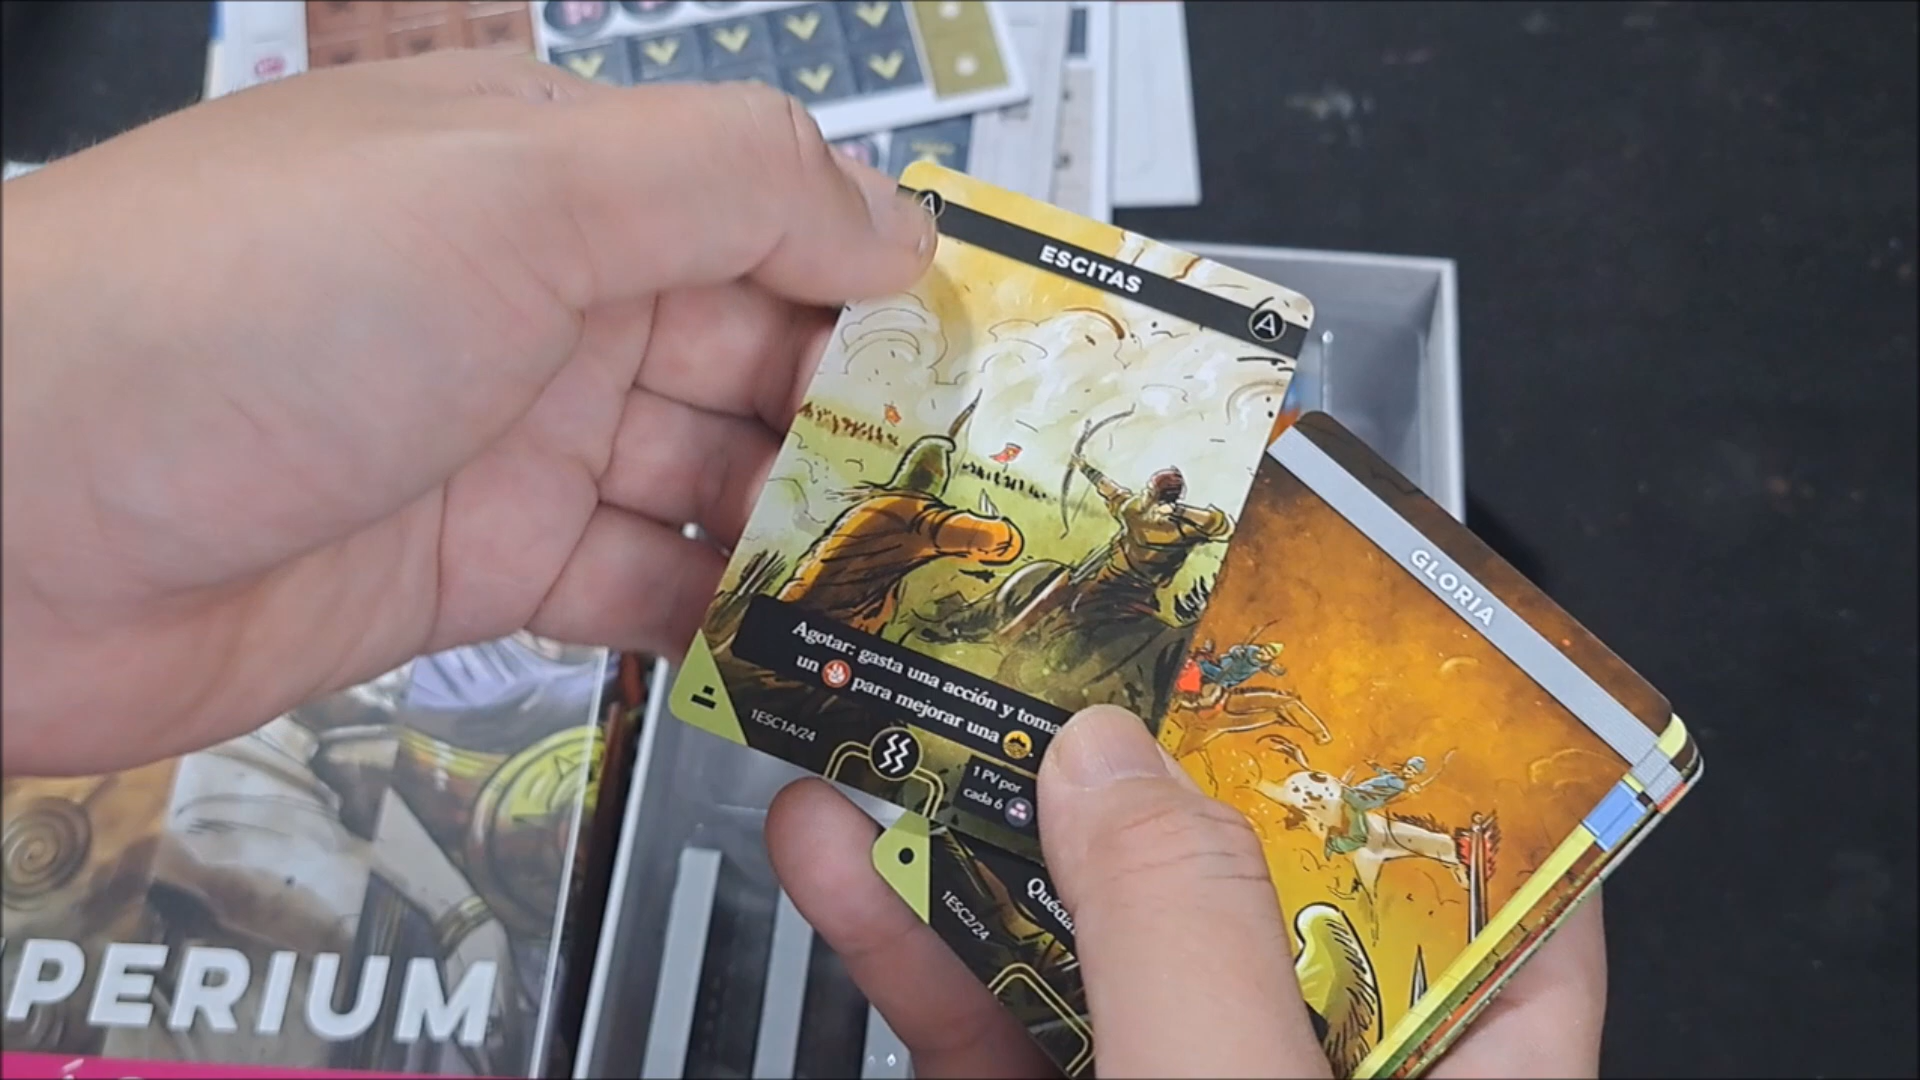 A
ESCITAS
A
Agotar: gasta una acción y toma
un para mejorar una
1ESC1A/24
1 PV por
cada 6
GLORIA
1ESC2/24
PERIUM